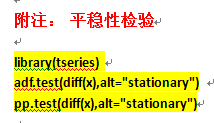 附注： 平稳性检验
library(tseries)
adf.test(diff(x),alt="stationary")
pp.test(diff(x),alt="stationary")